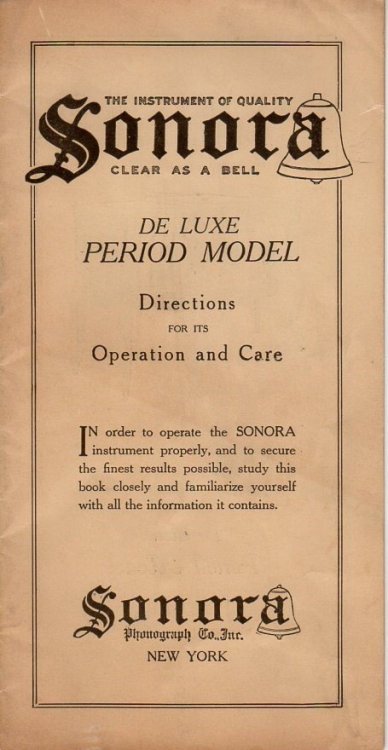 THE INSTRUMENT OF QUALITY
Sonora
CLEAR AS A BELL
DE LUXE
PERIOD MODEL
Directions
FOR ITS
Operation and Care
IN order to operate the SONORA
instrument properly, and to secure
the finest results possible, study this
book closely and familiarize yourself
with all the information it contains.
Sonora
Phonograph Co., Inc.
NEW YORK